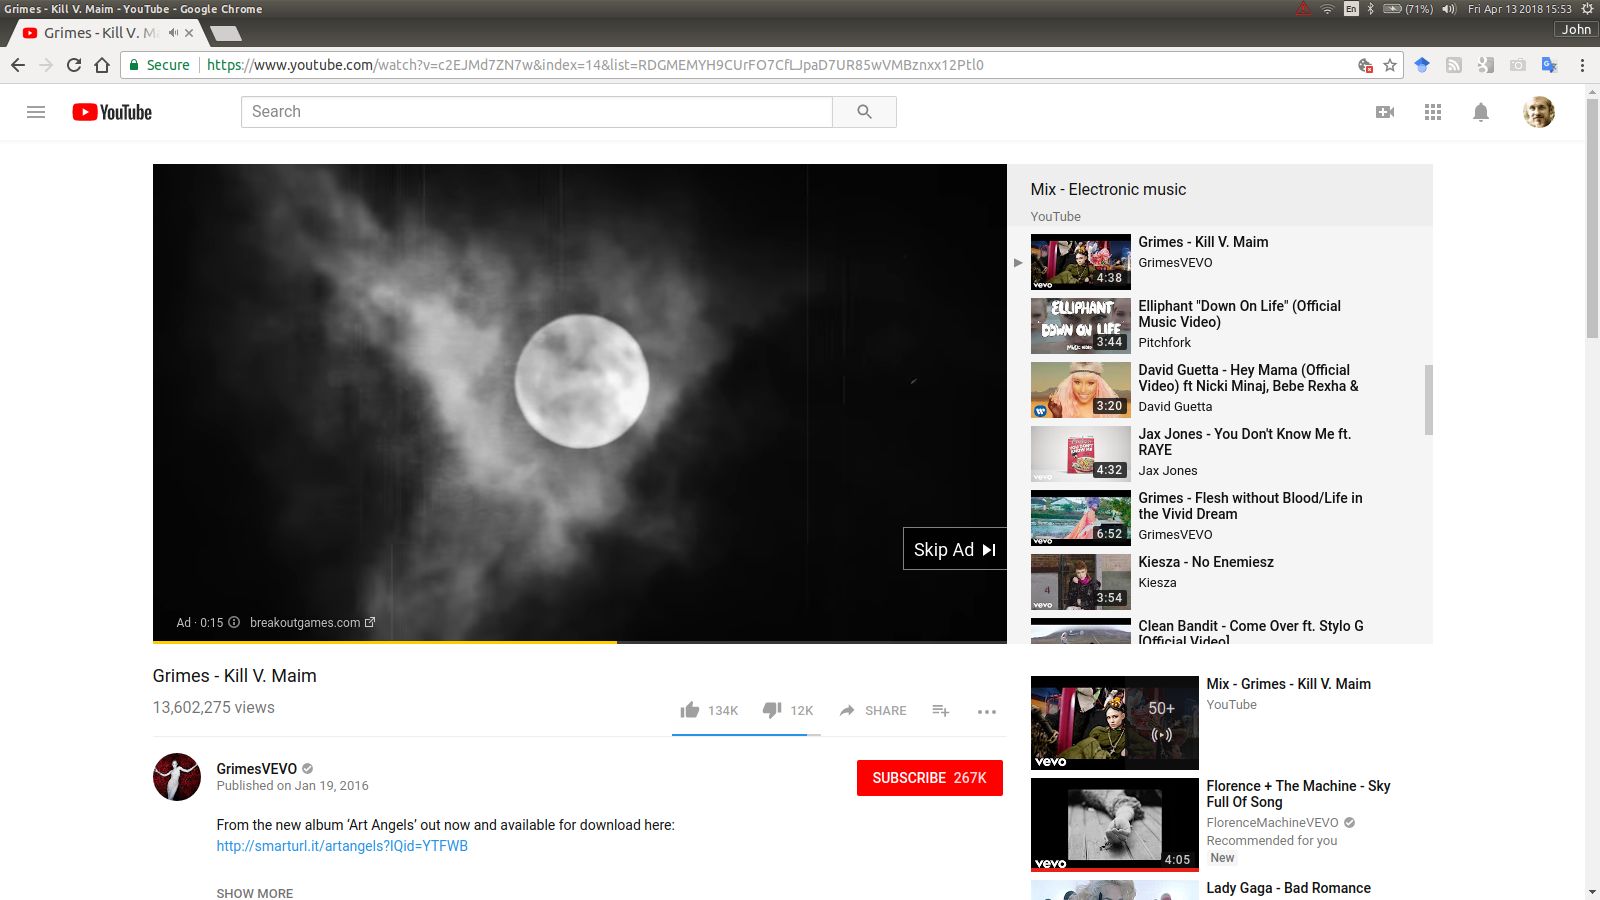 Grimes - Kill V. Maim - YouTube - Google Chrome
En (71%) Fri Apr 13 2018 15:53
Grimes - Kill V. Ma
John
Secure https://www.youtube.com/watch?v=c2EJMd7ZN7w&index=14&list=RDGMEMYH9CUrFO7CfLJpaD7UR85wVMBznxx12Ptl0
YouTube
Search
Mix - Electronic music
YouTube
Grimes - Kill V. Maim
GrimesVEVO
4:38
vevo
Elliphant "Down On Life" (Official
Music Video)
Pitchfork
ELLIPHANT
"DOWN ON LIFE"
3:44
David Guetta - Hey Mama (Official
Video) ft Nicki Minaj, Bebe Rexha &
David Guetta
3:20
Jax Jones - You Don't Know Me ft.
RAYE
Jax Jones
4:32
vevo
Grimes - Flesh without Blood/Life in
the Vivid Dream
GrimesVEVO
6:52
vevo
Kiesza - No Enemiesz
Kiesza
3:54
vevo
Clean Bandit - Come Over ft. Stylo G
[Official Video]
Skip Ad
Ad · 0:15 breakoutgames.com
Grimes - Kill V. Maim
13,602,275 views
134K 12K SHARE
GrimesVEVO
Published on Jan 19, 2016
SUBSCRIBE 267K
From the new album ‘Art Angels’ out now and available for download here:
http://smarturl.it/artangels?IQid=YTFWB
SHOW MORE
Mix - Grimes - Kill V. Maim
YouTube
50+
vevo
Florence + The Machine - Sky
Full Of Song
FlorenceMachineVEVO
Recommended for you
New
4:05
vevo
Lady Gaga - Bad Romance